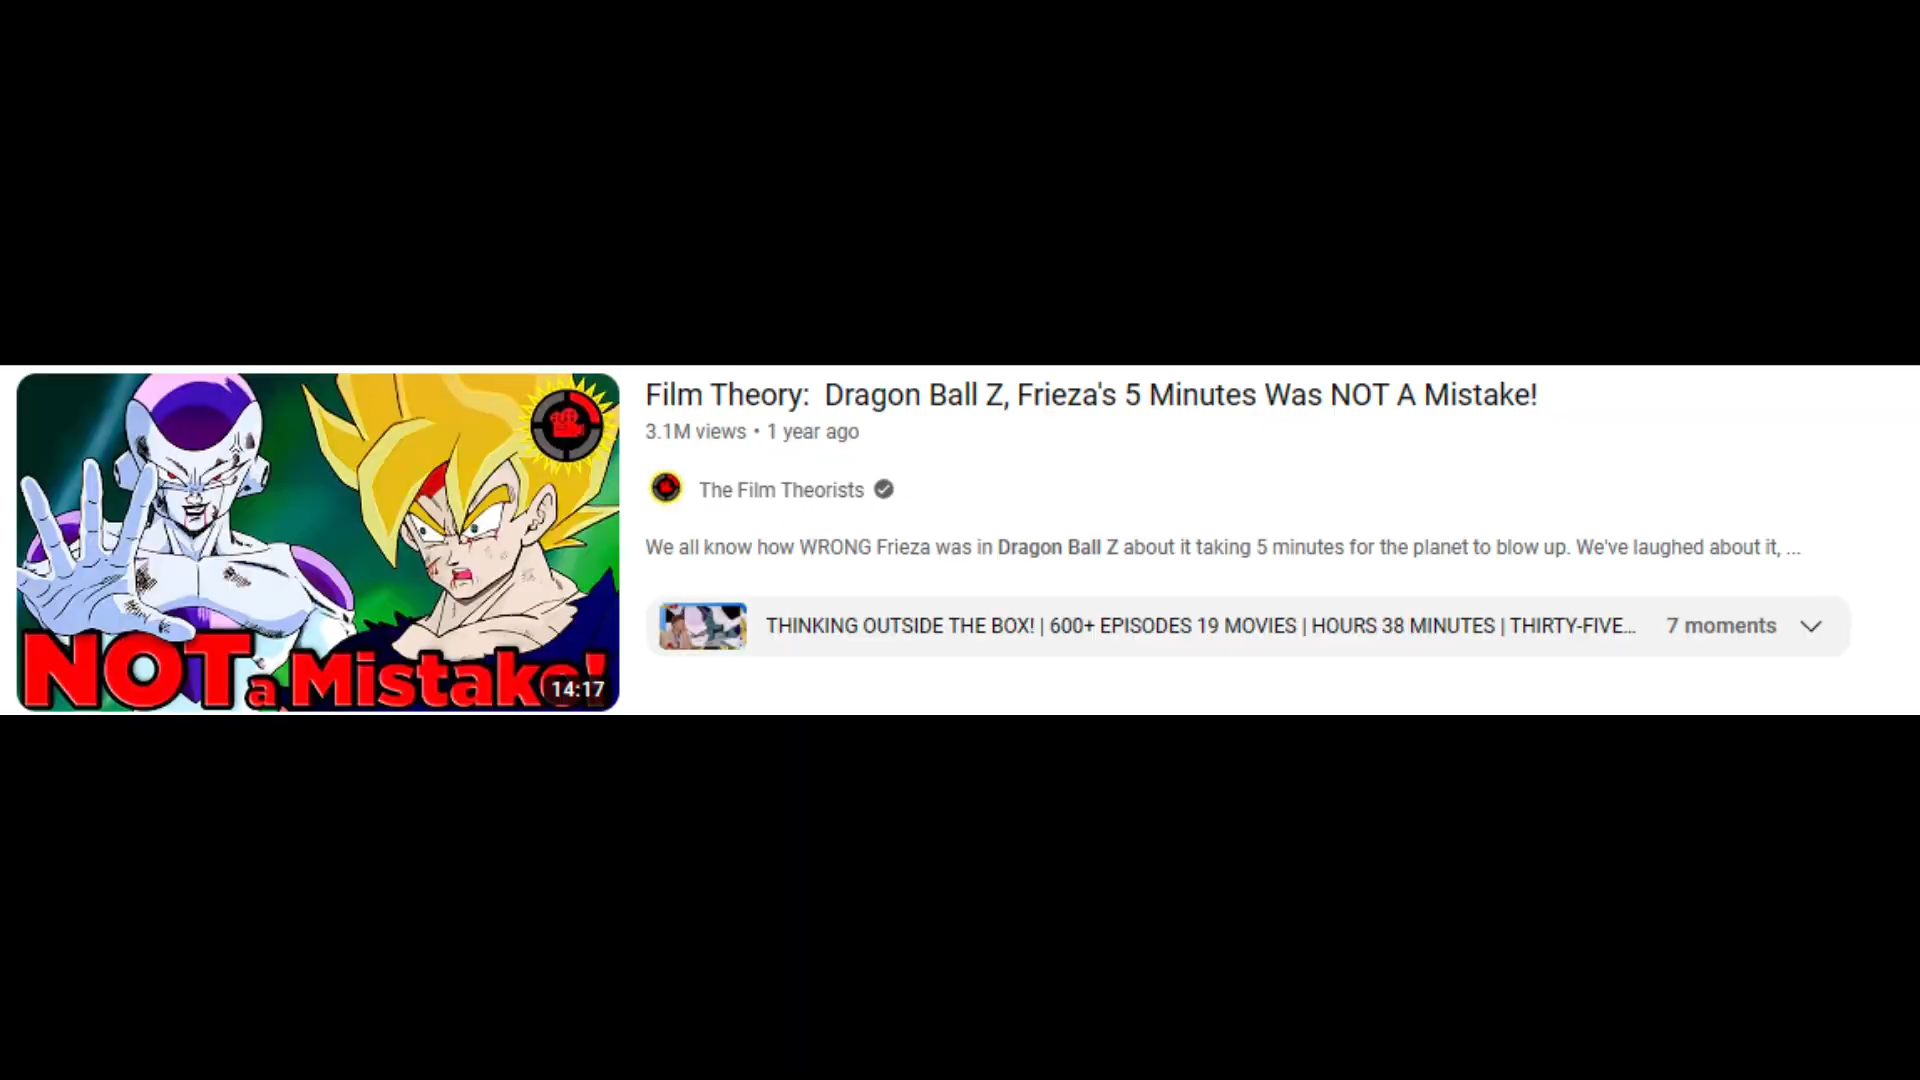 NOT a Mistake!
14:17
Film Theory: Dragon Ball Z, Frieza's 5 Minutes Was NOT A Mistake!
3.1M views • 1 year ago
The Film Theorists
We all know how WRONG Frieza was in Dragon Ball Z about it taking 5 minutes for the planet to blow up. We've laughed about it, ...
THINKING OUTSIDE THE BOX! | 600+ EPISODES 19 MOVIES | HOURS 38 MINUTES | THIRTY-FIVE... 7 moments